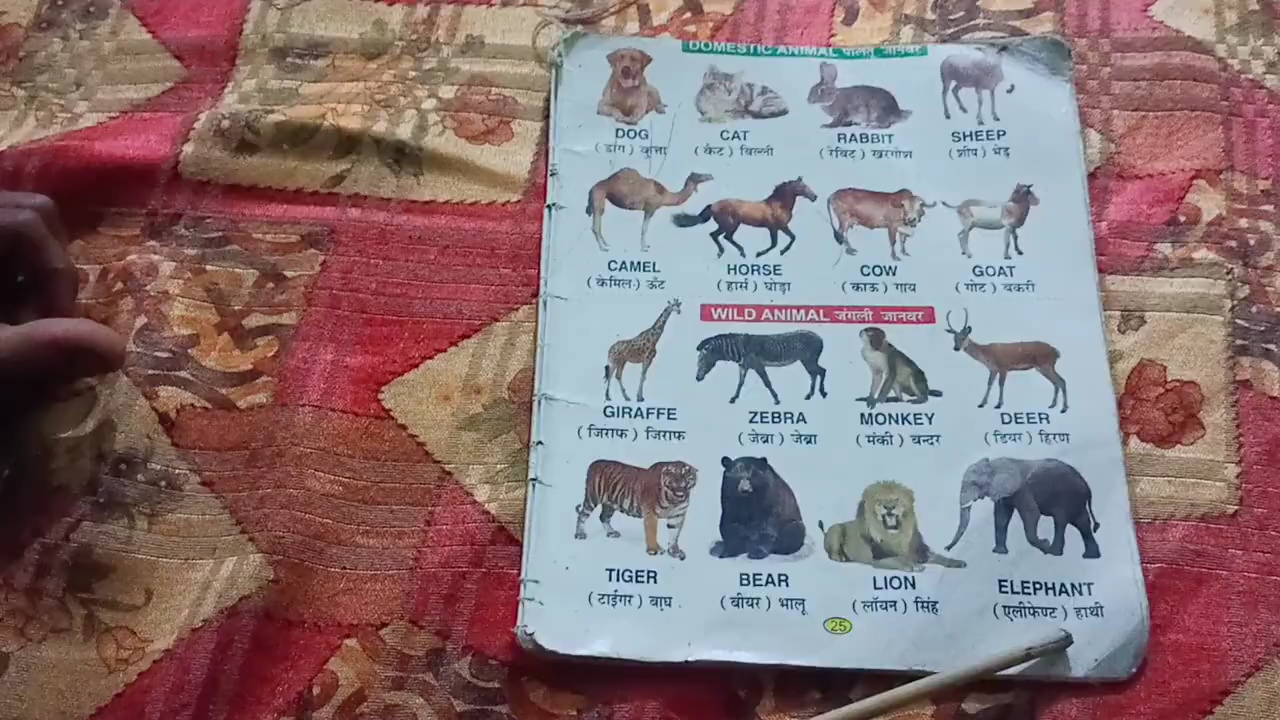 DOMESTIC ANIMAL पालतू जानवर
DOG CAT RABBIT SHEEP
( डॉग ) कुत्ता ( कैट ) बिल्ली ( रेबिट ) खरगोश ( शीप ) भेड़
CAMEL HORSE COW GOAT
( केमिल ) ऊँट ( हार्स ) घोड़ा ( काऊ ) गाय ( गोट ) बकरी
WILD ANIMAL जंगली जानवर
GIRAFFE ZEBRA MONKEY DEER
( जिराफ ) जिराफ ( जेब्रा ) जेब्रा ( मंकी ) बन्दर ( डियर ) हिरण
TIGER BEAR LION ELPHANT
( टाईगर ) बाघ ( बीयर ) भालू ( लॉयन ) सिंह ( एलीफेण्ट ) हाथी
25